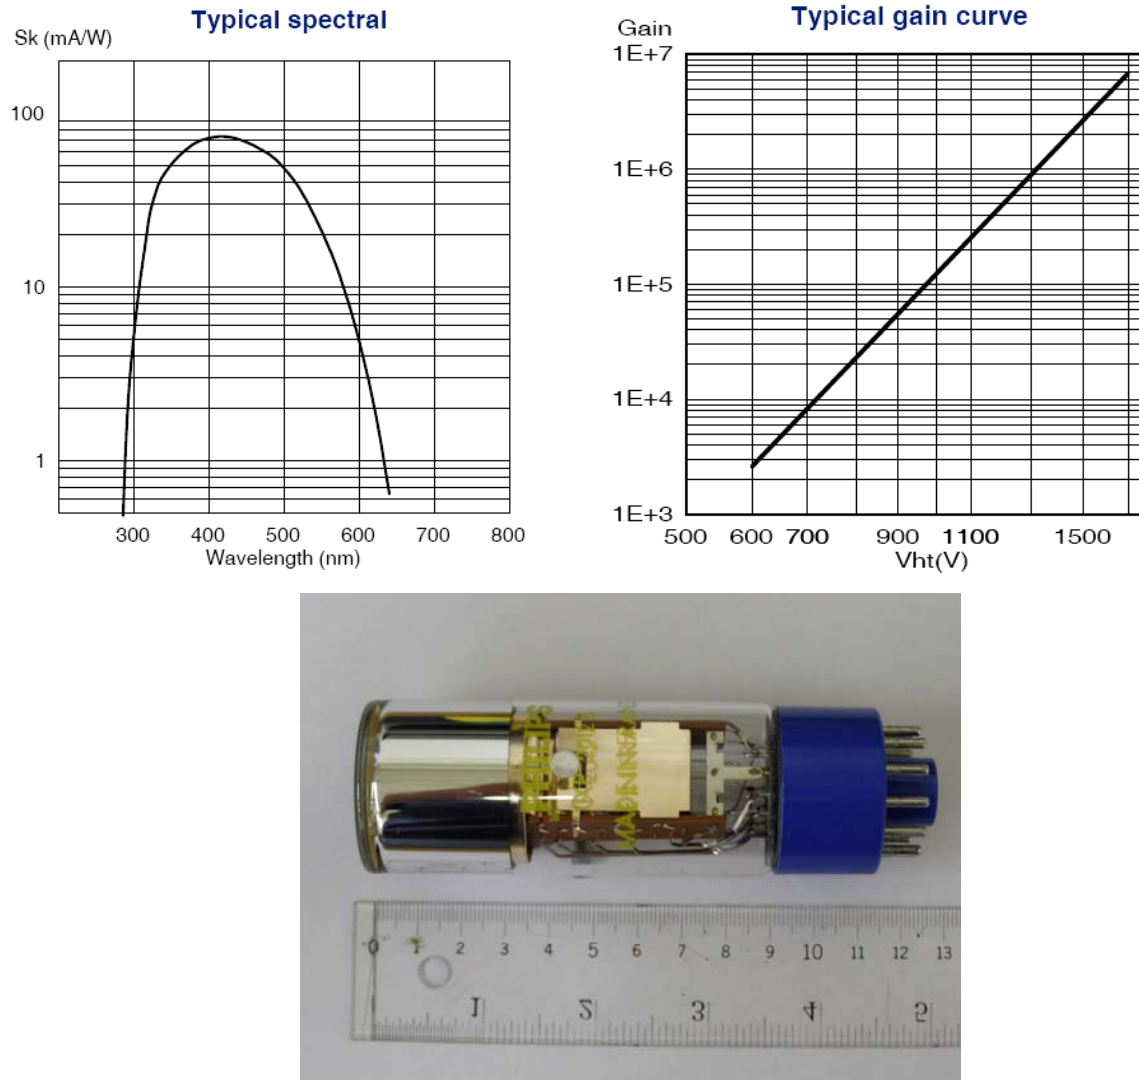 Typical spectral
Sk (mA/W)
100
10
1
300 400 500 600 700 800
Wavelength (nm)
Typical gain curve
Gain
1E+7
1E+6
1E+5
1E+4
1E+3
500 600 700 900 1100 1500
Vht(V)
PHILIPS
0 1 2 3 4 5 6 7 8 9 10 11 12 13
1 2 3 4 5